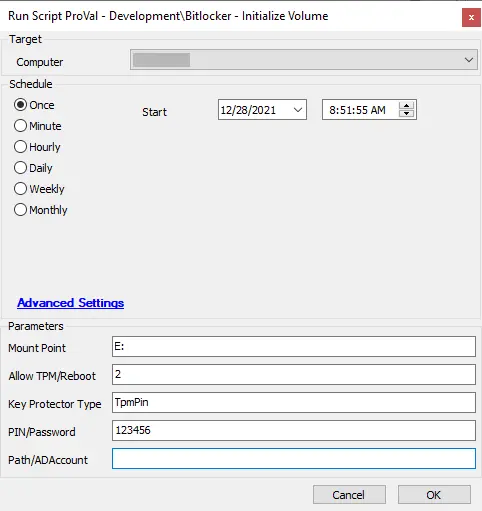 Run Script ProVal - Development\Bitlocker - Initialize Volume
x
Target
Computer
Schedule
Once
Start
12/28/2021
8:51:55 AM
Minute
Hourly
Daily
Weekly
Monthly
Advanced Settings
Parameters
Mount Point
E:
Allow TPM/Reboot
2
Key Protector Type
TpmPin
PIN/Password
123456
Path/ADAccount
Cancel
OK